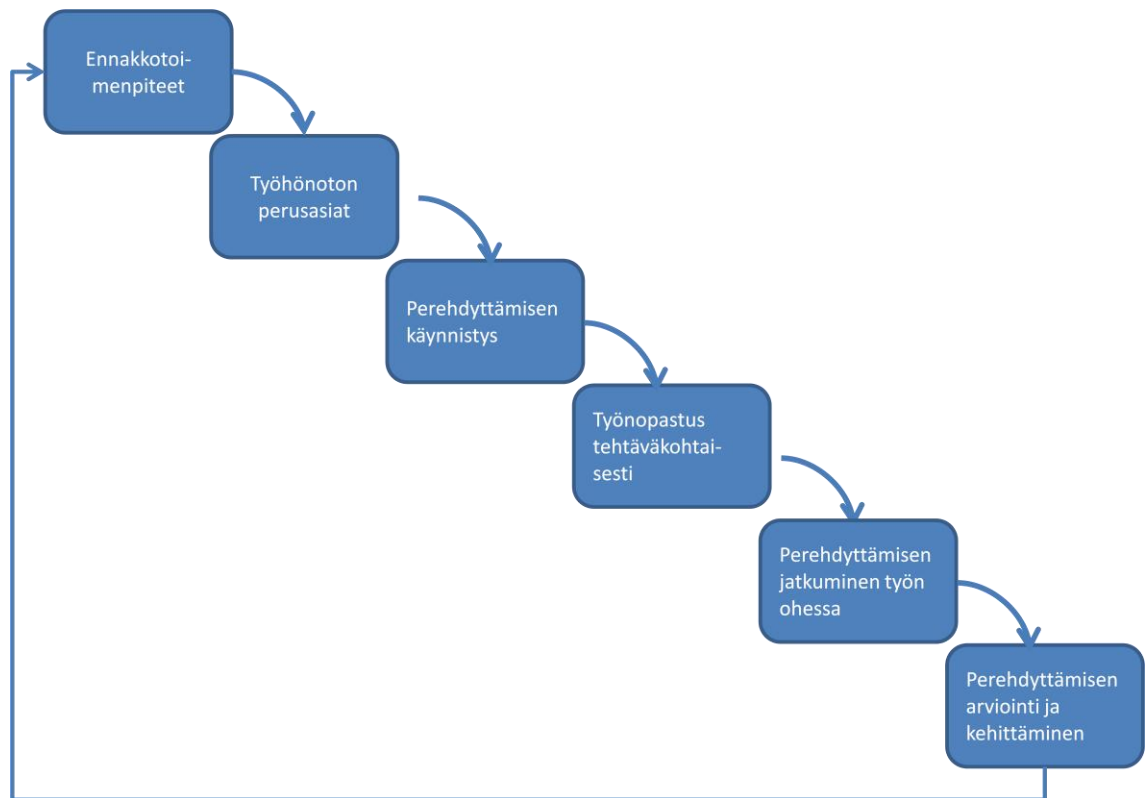 Ennakkotoi-
menpiteet
Työhönoton
perusasiat
Perehdyttämisen
käynnistys
Työnopastus
tehtäväkohtai-
sesti
Perehdyttämisen
jatkuminen työn
ohessa
Perehdyttämisen
arviointi ja
kehittäminen